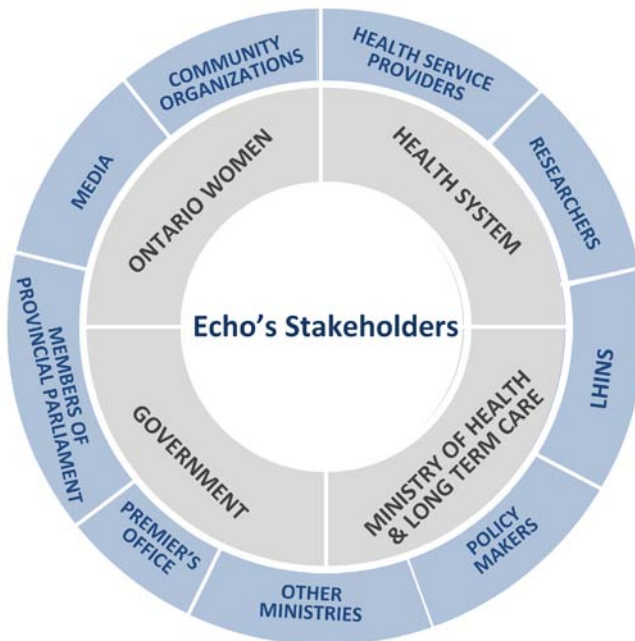 COMMUNITY
ORGANIZATIONS
HEALTH SERVICE
PROVIDERS
MEDIA
ONTARIO WOMEN
HEALTH SYSTEM
RESEARCHERS
Echo's Stakeholders
MEMBERS OF
PROVINCIAL PARLIAMENT
GOVERNMENT
MINISTRY OF HEALTH
& LONG TERM CARE
LHINS
PREMIER'S
OFFICE
OTHER
MINISTRIES
POLICY
MAKERS